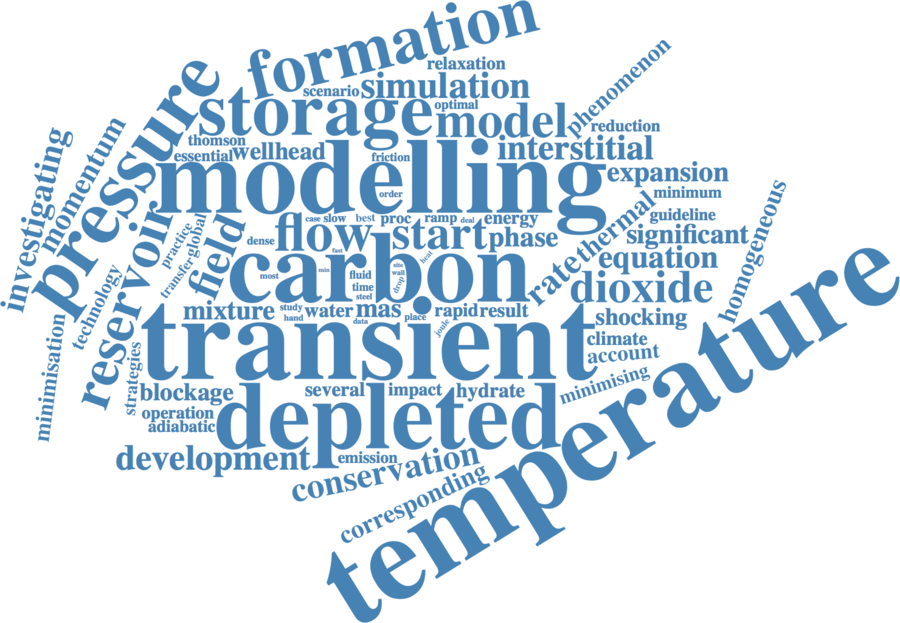 formation
relaxation
scenario
simulation
phenomenon
pressure
storage
optimal
model
reduction
thomson
essential
wellhead
friction
interstitial
investigating
momentum
modelling
expansion
order
minimum
homogeneous
reservoir
practice
transfer
global
field
case
slow
best
proc
ramp
deal
energy
thermal
guideline
dense
flow
fast
start
phase
rate
significant
technology
most
carbon
min
fluid
time
steel
site
wall
drop
heat
equation
dioxide
mixture
study
hand
water
mas
data
place
rapid
joule
result
shocking
minimisation
transient
climate
account
strategies
blockage
several
impact
hydrate
minimising
operation
adiabatic
depleted
temperature
development
emission
conservation
corresponding